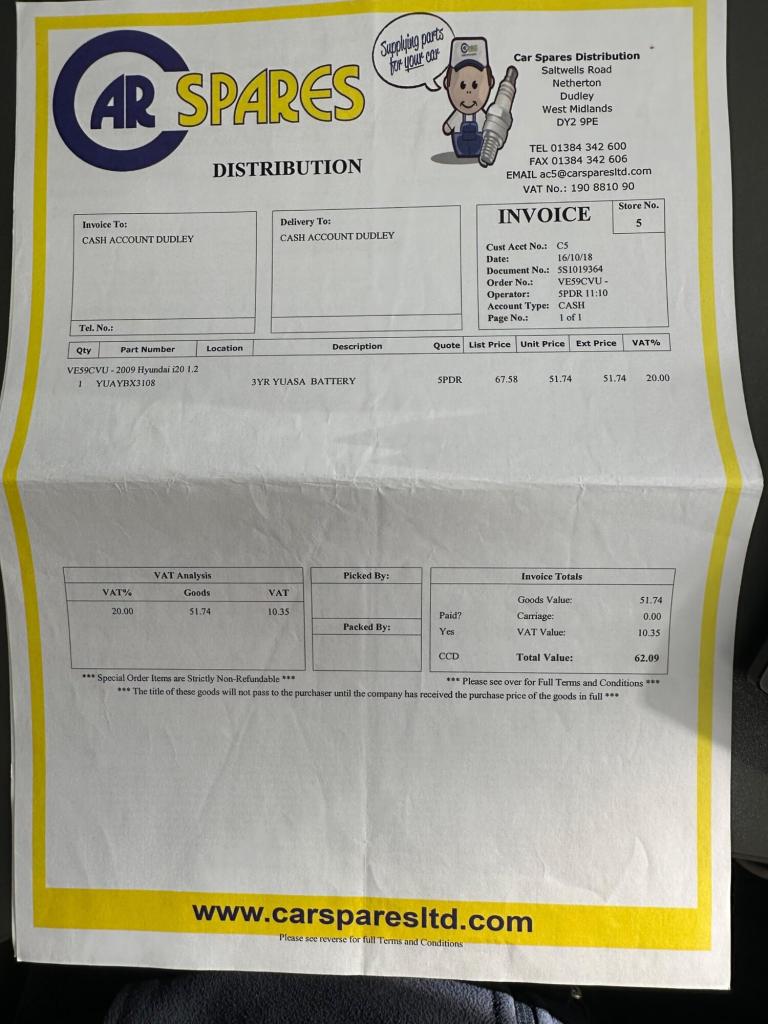 CAR SPARES
DISTRIBUTION
Supplying parts
for your car
Car Spares Distribution
Saltwells Road
Netherton
Dudley
West Midlands
DY2 9PE
TEL 01384 342 600
FAX 01384 342 606
EMAIL ac5@carsparesltd.com
VAT No.: 190 8810 90
Invoice To:
CASH ACCOUNT DUDLEY
Tel. No.:
Delivery To:
CASH ACCOUNT DUDLEY
INVOICE
Store No.
5
Cust Acct No.: C5
Date: 16/10/18
Document No.: 5S1019364
Order No.: VE59CVU -
Operator: 5PDR 11:10
Account Type: CASH
Page No.: 1 of 1
Qty Part Number Location Description Quote List Price Unit Price Ext Price VAT%
VE59CVU - 2009 Hyundai i20 1.2
1 YUAYBX3108 3YR YUASA BATTERY 5PDR 67.58 51.74 51.74 20.00
VAT Analysis
VAT% Goods VAT
20.00 51.74 10.35
Picked By:
Packed By:
Invoice Totals
Goods Value: 51.74
Paid? Carriage: 0.00
Yes VAT Value: 10.35
CCD Total Value: 62.09
*** Special Order Items are Strictly Non-Refundable ***
*** Please see over for Full Terms and Conditions ***
*** The title of these goods will not pass to the purchaser until the company has received the purchase price of the goods in full ***
www.carsparesltd.com
Please see reverse for full Terms and Conditions